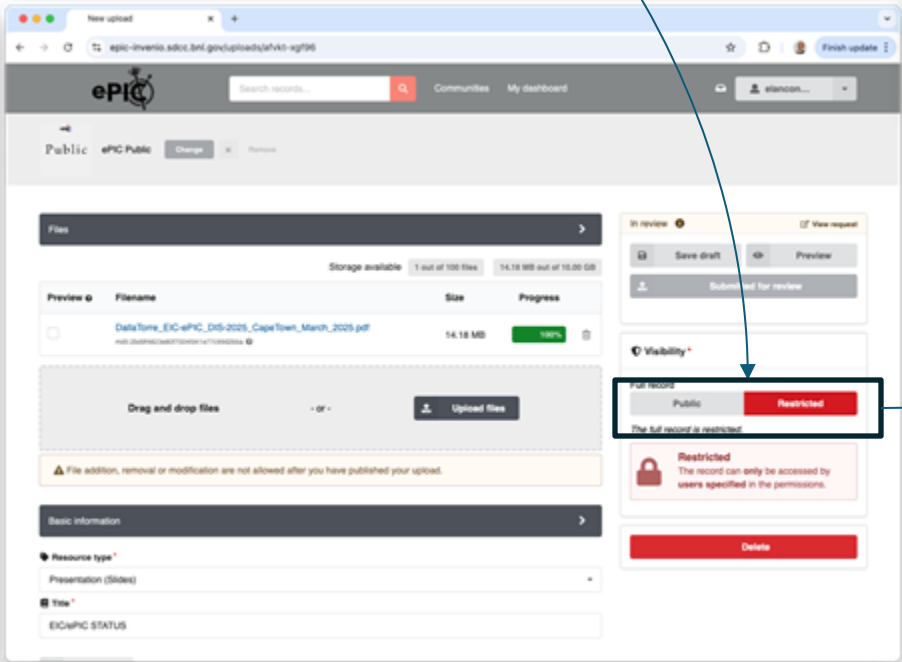 New upload
epic-invenio.sdcc.bnl.gov/uploads/afvkt-xgf96
Finish update
ePIC
Search records...
Communities
My dashboard
elancon...
Public
ePIC Public
Change
Remove
Files
Storage available
1 out of 100 files
14.18 MB out of 10.00 GB
Preview
Filename
Size
Progress
DallaTorre_EIC-ePIC_DIS-2025_CapeTown_March_2025.pdf
14.18 MB
100%
Drag and drop files
- or -
Upload files
File addition, removal or modification are not allowed after you have published your upload.
Basic information
Resource type*
Presentation (Slides)
Title*
EIC/ePIC STATUS
In review
View request
Save draft
Preview
Submitted for review
Visibility*
Full record
Public
Restricted
The full record is restricted.
Restricted
The record can only be accessed by
users specified in the permissions.
Delete